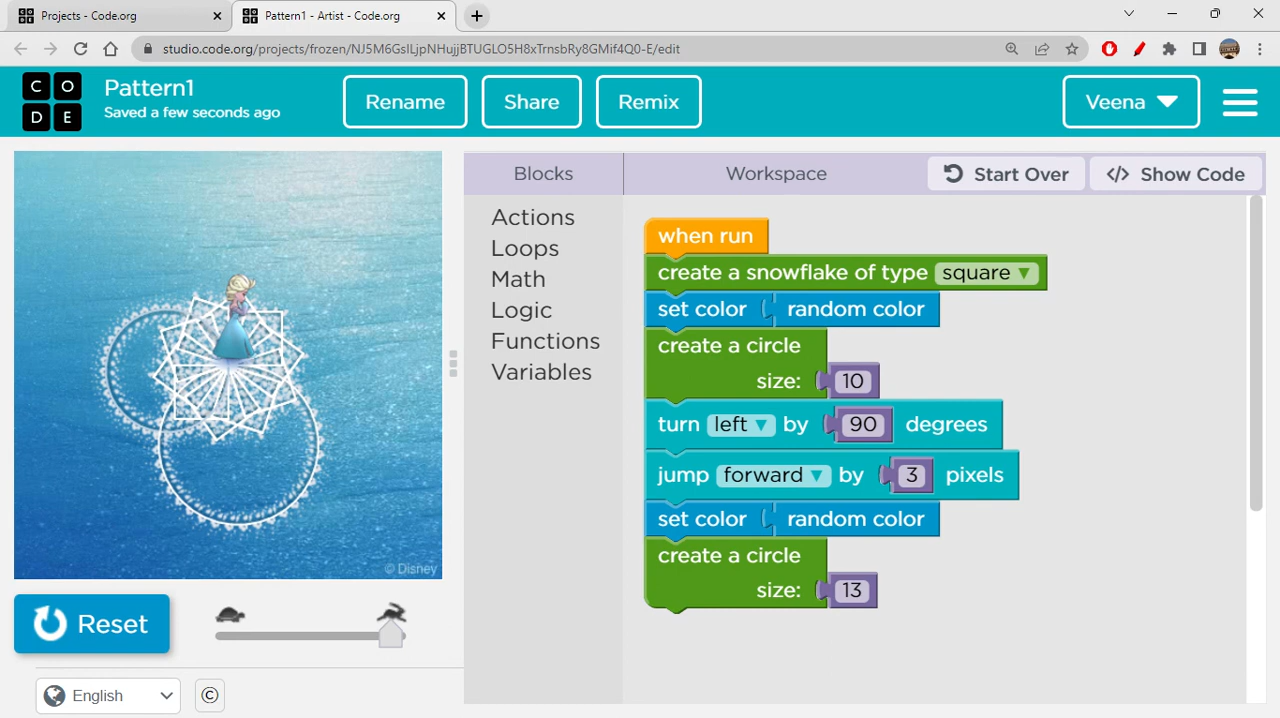 Projects - Code.org
Pattern1 - Artist - Code.org
studio.code.org/projects/frozen/NJ5M6GsILjpNHujjBTUGLO5H8xTrnsbRy8GMif4Q0-E/edit
CODE
Pattern1
Saved a few seconds ago
Rename
Share
Remix
Veena
Blocks
Workspace
Start Over
</> Show Code
Actions
Loops
Math
Logic
Functions
Variables
when run
create a snowflake of type square
set color random color
create a circle
size: 10
turn left by 90 degrees
jump forward by 3 pixels
set color random color
create a circle
size: 13
© Disney
Reset
English
©